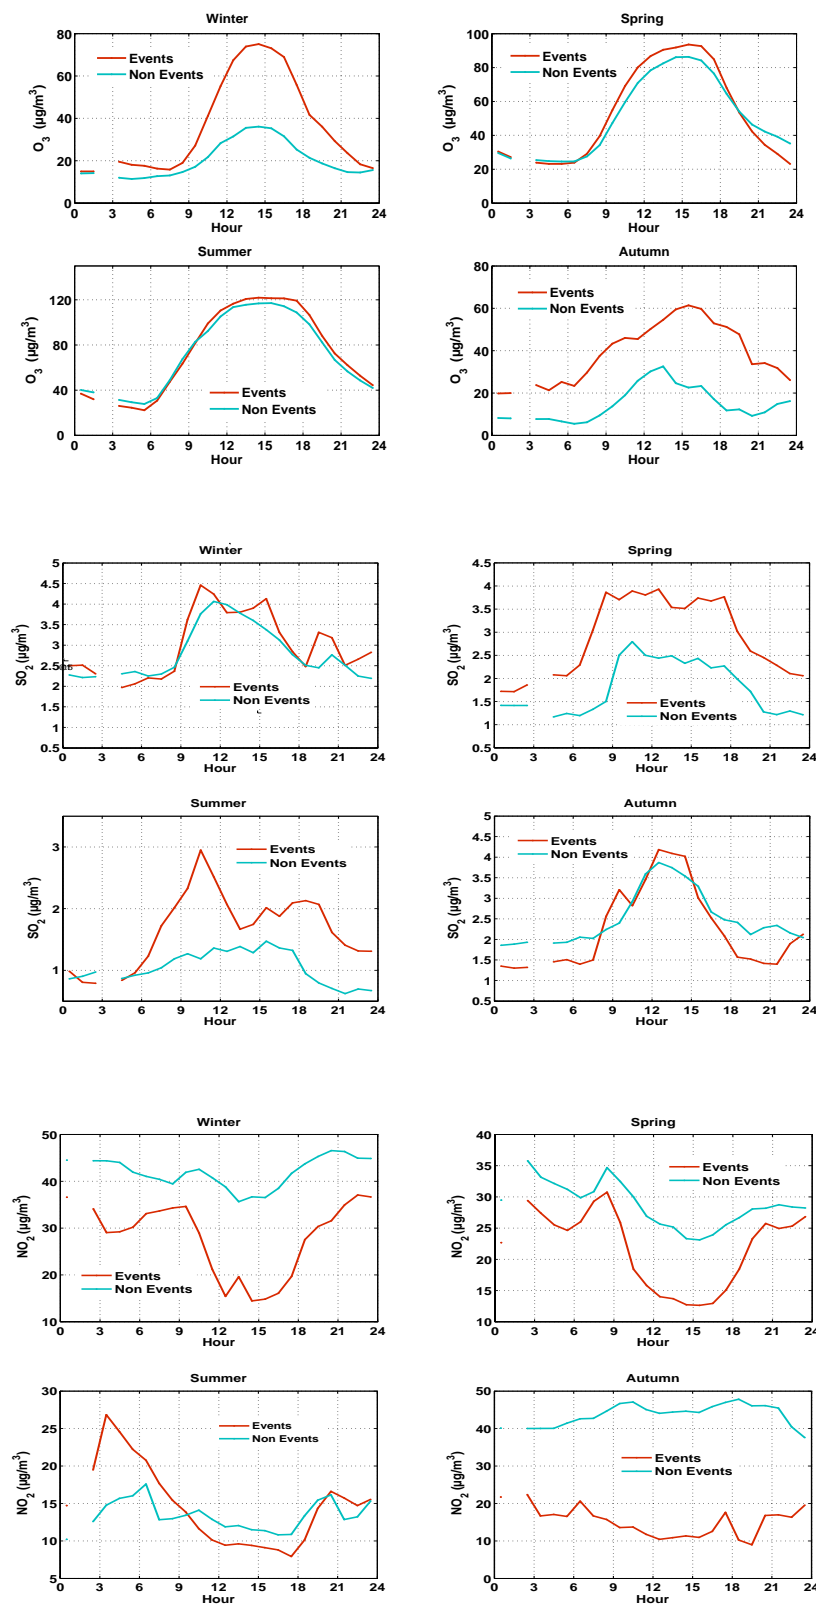 Winter
80
60
40
20
0
O3 (µg/m3)
Events
Non Events
0 3 6 9 12 15 18 21 24
Hour
Spring
100
80
60
40
20
0
O3 (µg/m3)
Events
Non Events
0 3 6 9 12 15 18 21 24
Hour
Summer
120
80
40
0
O3 (µg/m3)
Events
Non Events
0 3 6 9 12 15 18 21 24
Hour
Autumn
80
60
40
20
0
O3 (µg/m3)
Events
Non Events
0 3 6 9 12 15 18 21 24
Hour
Winter
5
4.5
4
3.5
3
2.5
2
1.5
1
0.5
SO2 (µg/m3)
Events
Non Events
0 3 6 9 12 15 18 21 24
Hour
Spring
4.5
4
3.5
3
2.5
2
1.5
1
0.5
SO2 (µg/m3)
Events
Non Events
0 3 6 9 12 15 18 21 24
Hour
Summer
3
2
1
SO2 (µg/m3)
Events
Non Events
0 3 6 9 12 15 18 21 24
Hour
Autumn
5
4.5
4
3.5
3
2.5
2
1.5
1
0.5
SO2 (µg/m3)
Events
Non Events
0 3 6 9 12 15 18 21 24
Hour
Winter
50
40
30
20
10
NO2 (µg/m3)
Events
Non Events
0 3 6 9 12 15 18 21 24
Hour
Spring
40
35
30
25
20
15
10
NO2 (µg/m3)
Events
Non Events
0 3 6 9 12 15 18 21 24
Hour
Summer
30
25
20
15
10
5
NO2 (µg/m3)
Events
Non Events
0 3 6 9 12 15 18 21 24
Hour
Autumn
50
40
30
20
10
0
NO2 (µg/m3)
Events
Non Events
0 3 6 9 12 15 18 21 24
Hour